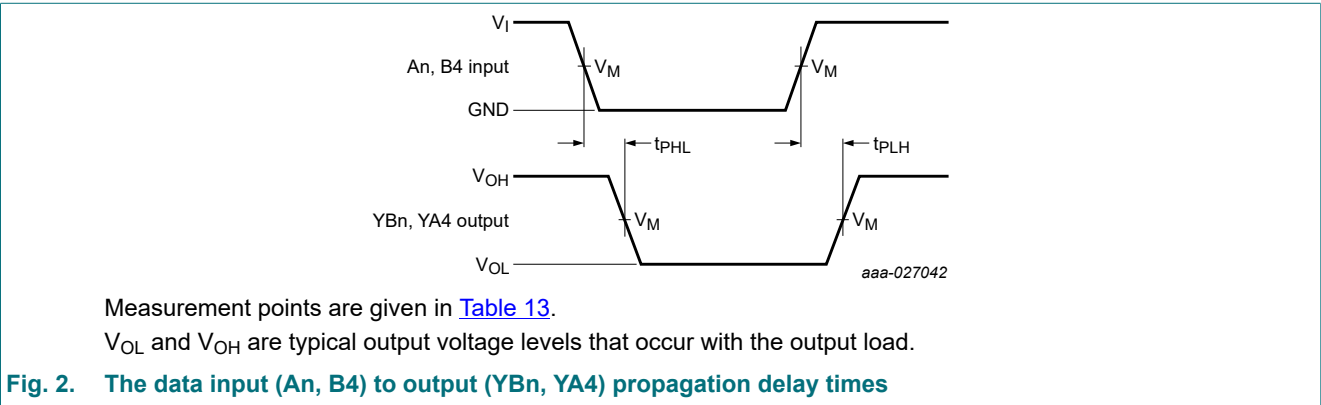 VI
An, B4 input
VM
VM
GND
tPHL
tPLH
VOH
YBn, YA4 output
VM
VM
VOL
aaa-027042
Measurement points are given in Table 13.
VOL and VOH are typical output voltage levels that occur with the output load.
Fig. 2. The data input (An, B4) to output (YBn, YA4) propagation delay times